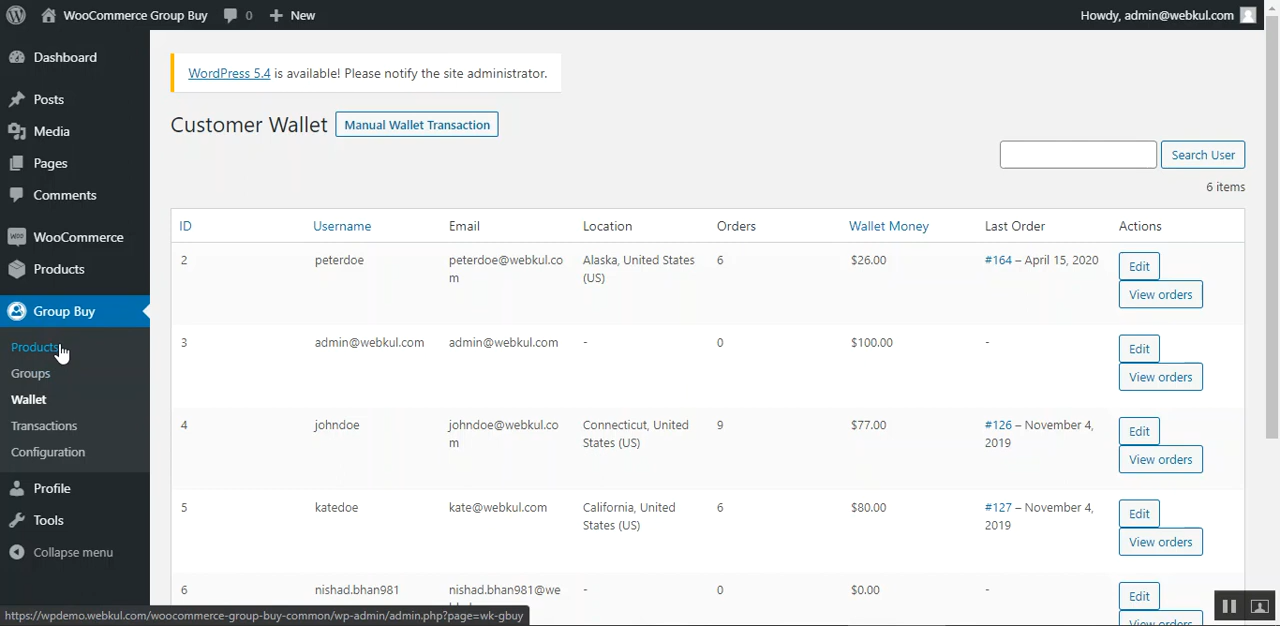 WooCommerce Group Buy 0 New Howdy, admin@webkul.com
Dashboard
Posts
Media
Pages
Comments
WooCommerce
Products
Group Buy
Products
Groups
Wallet
Transactions
Configuration
Profile
Tools
Collapse menu
WordPress 5.4 is available! Please notify the site administrator.
Customer Wallet Manual Wallet Transaction
Search User
6 items
ID Username Email Location Orders Wallet Money Last Order Actions
2 peterdoe peterdoe@webkul.co Alaska, United States 6 $26.00 #164 – April 15, 2020 Edit
m (US)
View orders
3 admin@webkul.com admin@webkul.com - 0 $100.00 - Edit
View orders
4 johndoe johndoe@webkul.co Connecticut, United 9 $77.00 #126 – November 4, Edit
m States (US) 2019
View orders
5 katedoe kate@webkul.com California, United 6 $80.00 #127 – November 4, Edit
States (US) 2019
View orders
6 nishad.bhan981 nishad.bhan981@we - 0 $0.00 - Edit
View orders
https://wpdemo.webkul.com/woocommerce-group-buy-common/wp-admin/admin.php?page=wk-gbuy